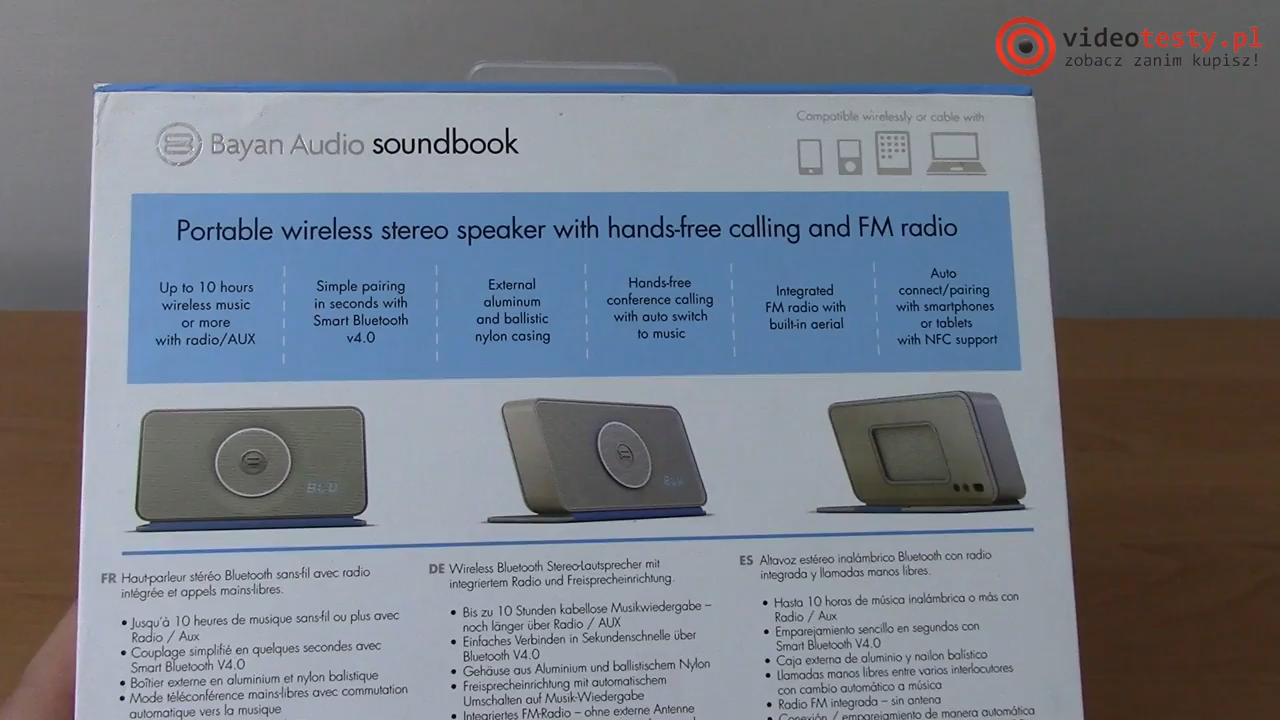 videotesty.pl
zobacz zanim kupisz!
Compatible wirelessly or cable with
Bayan Audio soundbook
Portable wireless stereo speaker with hands-free calling and FM radio
Up to 10 hours
wireless music
or more
with radio/AUX
Simple pairing
in seconds with
Smart Bluetooth
v4.0
External
aluminum
and ballistic
nylon casing
Hands-free
conference calling
with auto switch
to music
Integrated
FM radio with
built-in aerial
Auto
connect/pairing
with smartphones
or tablets
with NFC support
FR Haut-parleur stéréo Bluetooth sans-fil avec radio
intégrée et appels mains-libres.
• Jusqu'à 10 heures de musique sans-fil ou plus avec
Radio / Aux
• Couplage simplifié en quelques secondes avec
Smart Bluetooth V4.0
• Boîtier externe en aluminium et nylon balistique
• Mode téléconférence mains-libres avec commutation
automatique vers la musique
DE Wireless Bluetooth Stereo-Lautsprecher mit
integriertem Radio und Freisprecheinrichtung.
• Bis zu 10 Stunden kabellose Musikwiedergabe –
noch länger über Radio / AUX
• Einfaches Verbinden in Sekundenschnelle über
Bluetooth V4.0
• Gehäuse aus Aluminium und ballistischem Nylon
• Freisprecheinrichtung mit automatischem
Umschalten auf Musik-Wiedergabe
• Integriertes FM-Radio – ohne externe Antenne
ES Altavoz estéreo inalámbrico Bluetooth con radio
integrada y llamadas manos libres.
• Hasta 10 horas de música inalámbrica o más con
Radio / Aux
• Emparejamiento sencillo en segundos con
Smart Bluetooth V4.0
• Caja externa de aluminio y nailon balístico
• Llamadas manos libres entre varios interlocutores
con cambio automático a música
• Radio FM integrada – sin antena
• Conexión / emparejamiento de manera automática